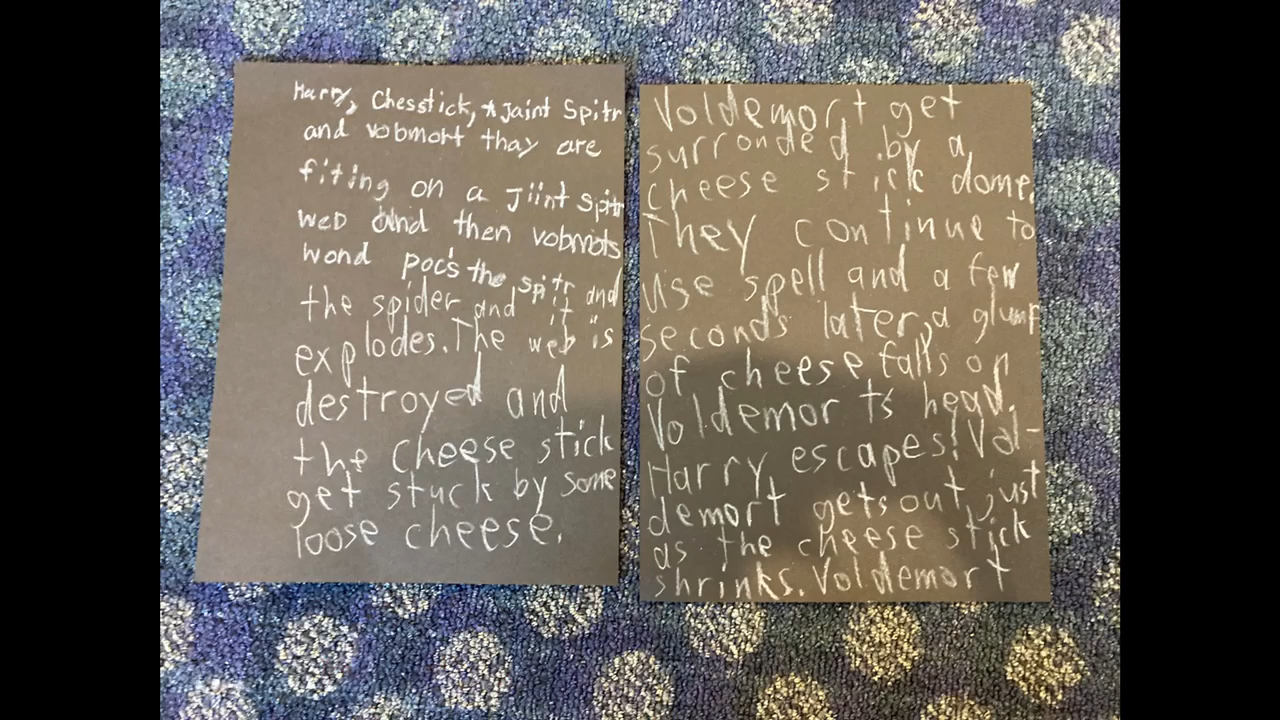 Harry, Chesstick, & Jaint Spitr
and vobmort thay are
fiting on a Jiint spitr
web and then vobmots
wond poc's the spitr and
the spider and it
explodes. The web is
destroyed and
the cheese stick
get stuck by some
loose cheese.
Voldemort get
surronded by a
cheese stick dome.
They continue to
use spell and a few
seconds later, a glump
of cheese falls on
Voldemorts head.
Harry escapes! Vol-
demort gets out just
as the cheese stick
shrinks. Voldemort